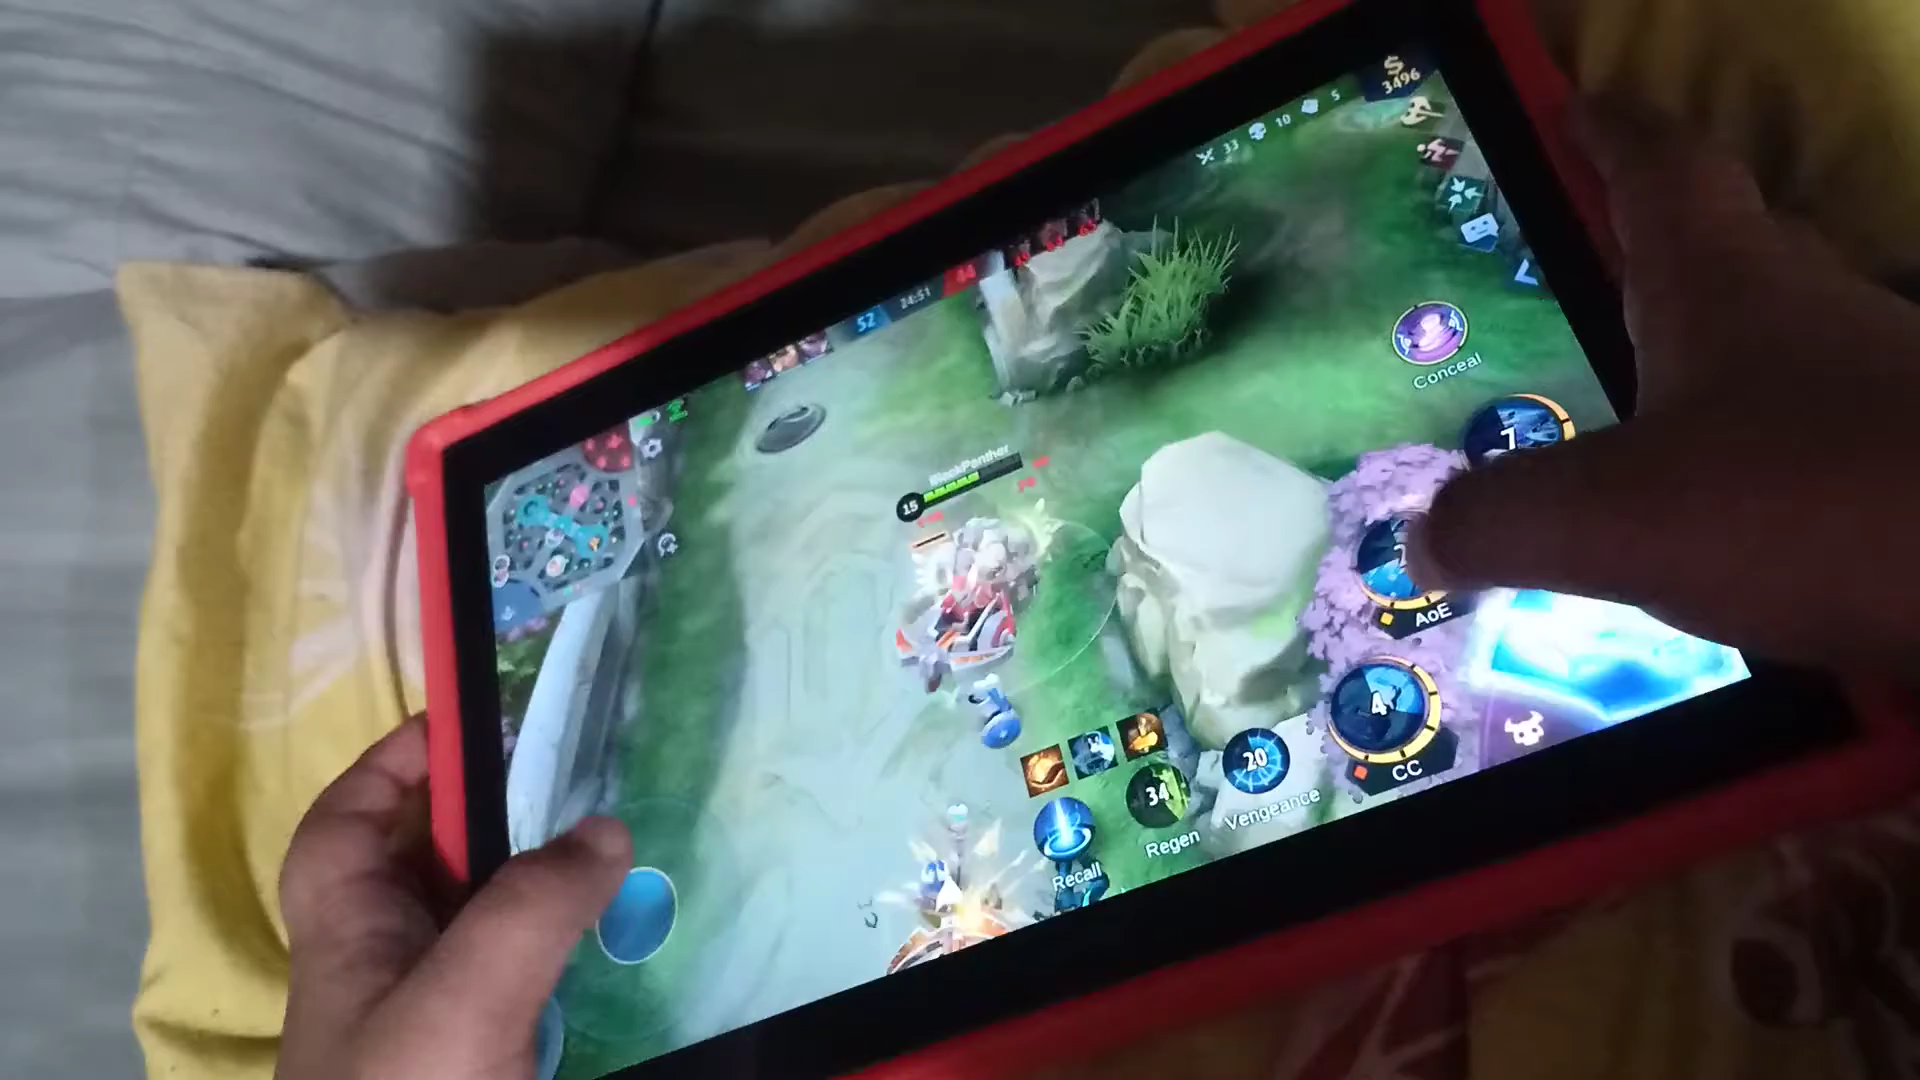 3496
33 10 5
52 24:51 34
BlackPanther
15
Conceal
7
AoE
4
CC
20
Vengeance
34
Regen
Recall